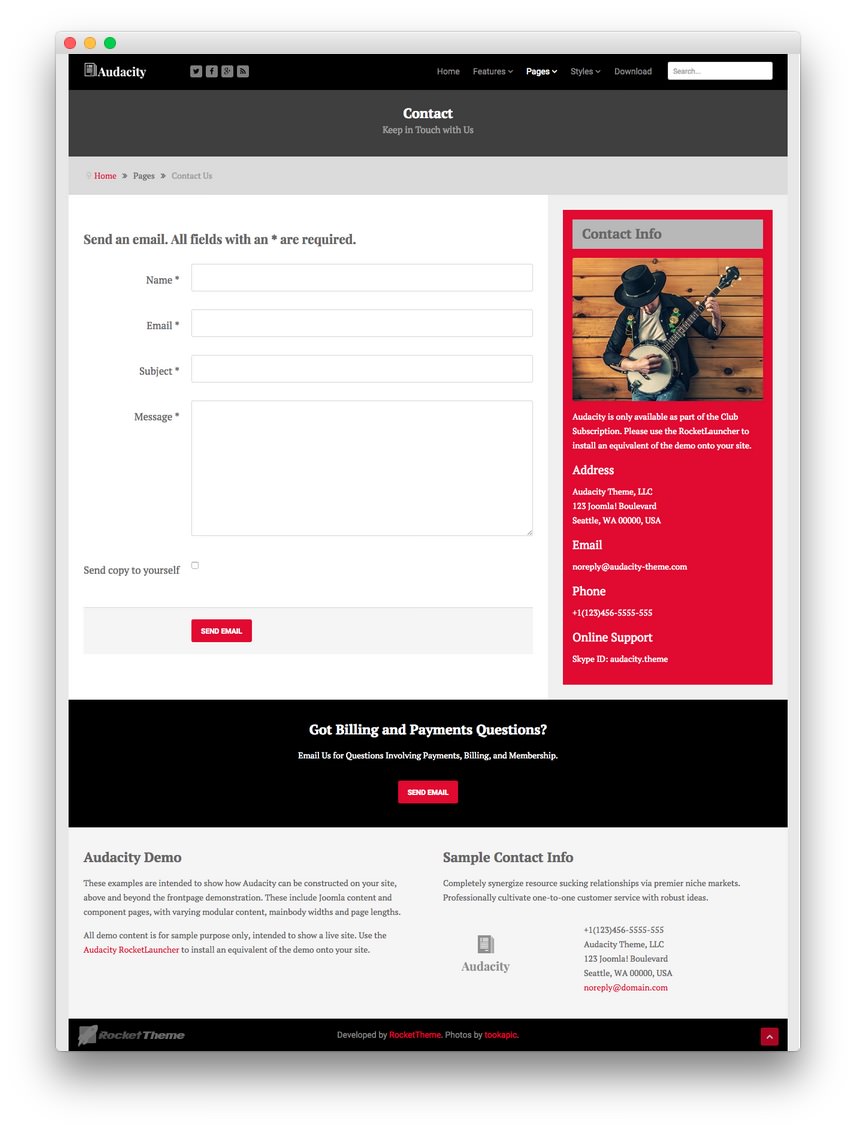 Audacity
Home Features Pages Styles Download Search...
Contact
Keep in Touch with Us
Home » Pages » Contact Us
Send an email. All fields with an * are required.
Name *
Email *
Subject *
Message *
Send copy to yourself
SEND EMAIL
Contact Info
Audacity is only available as part of the Club
Subscription. Please use the RocketLauncher to
install an equivalent of the demo onto your site.
Address
Audacity Theme, LLC
123 Joomla! Boulevard
Seattle, WA 00000, USA
Email
noreply@audacity-theme.com
Phone
+1(123)456-5555-555
Online Support
Skype ID: audacity.theme
Got Billing and Payments Questions?
Email Us for Questions Involving Payments, Billing, and Membership.
SEND EMAIL
Audacity Demo
These examples are intended to show how Audacity can be constructed on your site,
above and beyond the frontpage demonstration. These include Joomla content and
component pages, with varying modular content, mainbody widths and page lengths.
All demo content is for sample purpose only, intended to show a live site. Use the
Audacity RocketLauncher to install an equivalent of the demo onto your site.
Sample Contact Info
Completely synergize resource sucking relationships via premier niche markets.
Professionally cultivate one-to-one customer service with robust ideas.
Audacity
+1(123)456-5555-555
Audacity Theme, LLC
123 Joomla! Boulevard
Seattle, WA 00000, USA
noreply@domain.com
RocketTheme
Developed by RocketTheme. Photos by tookapic.